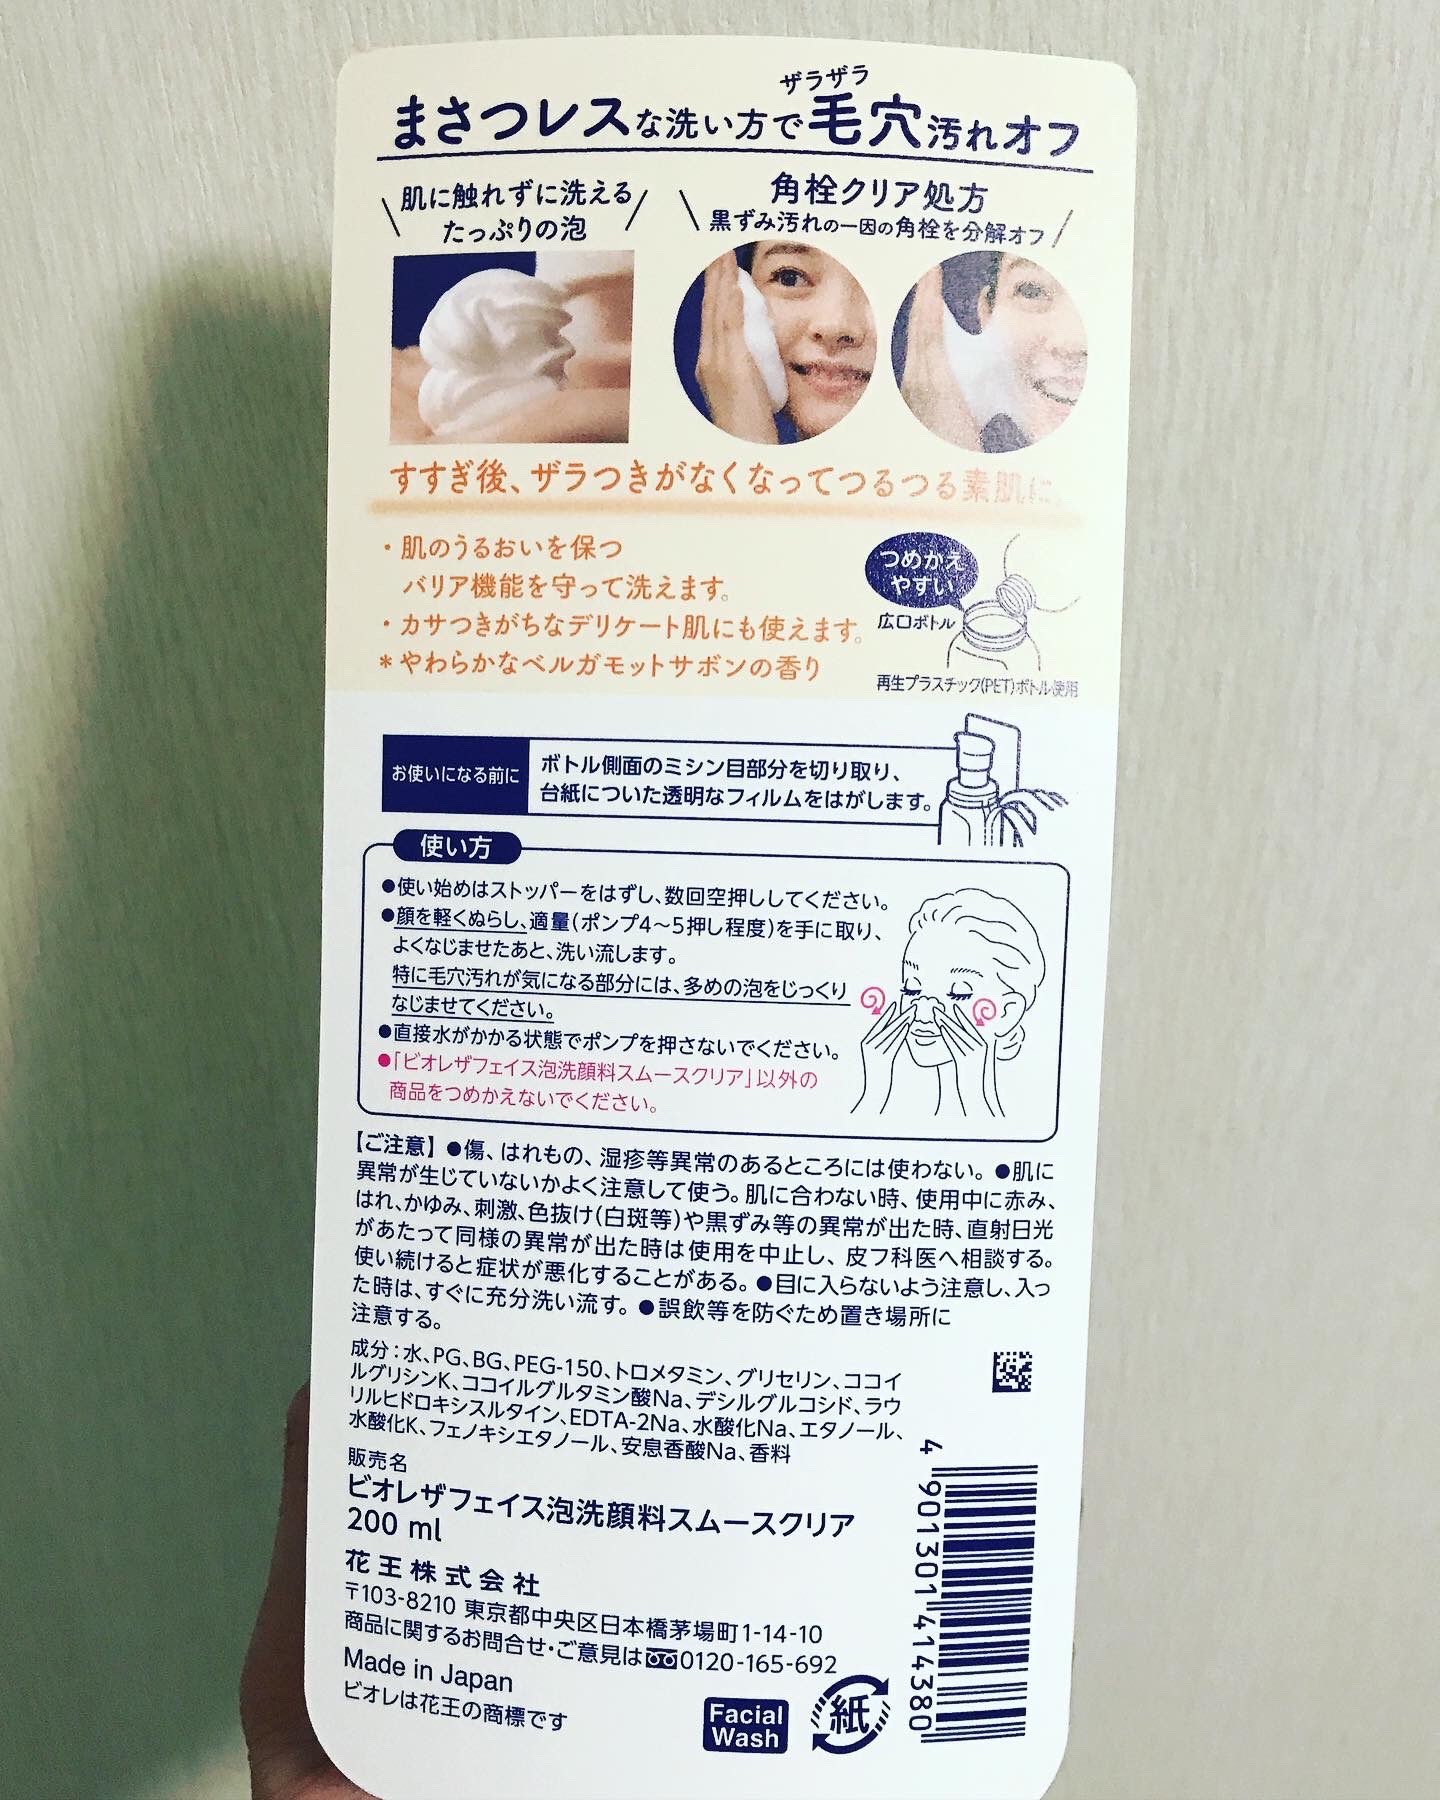 ザラザラ
まさつレスな洗い方で毛穴汚れオフ
肌に触れずに洗える
たっぷりの泡
角栓クリア処方
黒ずみ汚れの一因の角栓を分解オフ
すすぎ後、ザラつきがなくなってつるつる素肌に。
・肌のうるおいを保つ
バリア機能を守って洗えます。
・カサつきがちなデリケート肌にも使えます。
*やわらかなベルガモットサボンの香り
つめかえ
やすい
広口ボトル
再生プラスチック(PET)ボトル使用
お使いになる前に
ボトル側面のミシン目部分を切り取り、
台紙についた透明なフィルムをはがします。
使い方
●使い始めはストッパーをはずし、数回空押ししてください。
●顔を軽くぬらし、適量(ポンプ4〜5押し程度)を手に取り、
よくなじませたあと、洗い流します。
特に毛穴汚れが気になる部分には、多めの泡をじっくり
なじませてください。
●直接水がかかる状態でポンプを押さないでください。
●「ビオレザフェイス泡洗顔料スムースクリア」以外の
商品をつめかえないでください。
【ご注意】●傷、はれもの、湿疹等異常のあるところには使わない。●肌に
異常が生じていないかよく注意して使う。肌に合わない時、使用中に赤み、
はれ、かゆみ、刺激、色抜け(白斑等)や黒ずみ等の異常が出た時、直射日光
があたって同様の異常が出た時は使用を中止し、皮フ科医へ相談する。
使い続けると症状が悪化することがある。●目に入らないよう注意し、入っ
た時は、すぐに充分洗い流す。●誤飲等を防ぐため置き場所に
注意する。
成分：水、PG、BG、PEG-150、トロメタミン、グリセリン、ココイ
ルグリシンK、ココイルグルタミン酸Na、デシルグルコシド、ラウ
リルヒドロキシスルタイン、EDTA-2Na、水酸化Na、エタノール、
水酸化K、フェノキシエタノール、安息香酸Na、香料
販売名
ビオレザフェイス泡洗顔料スムースクリア
200 ml
花王株式会社
〒103-8210 東京都中央区日本橋茅場町1-14-10
商品に関するお問合せ・ご意見は0120-165-692
Made in Japan
ビオレは花王の商標です
Facial
Wash
紙
4 901301 414380